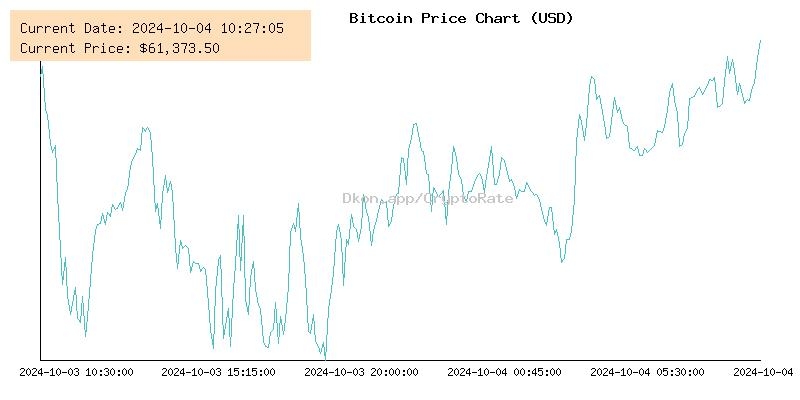 Bitcoin Price Chart (USD)
Current Date: 2024-10-04 10:27:05
Current Price: $61,373.50
Dkon.app/CryptoRate
2024-10-03 10:30:00 2024-10-03 15:15:00 2024-10-03 20:00:00 2024-10-04 00:45:00 2024-10-04 05:30:00 2024-10-04